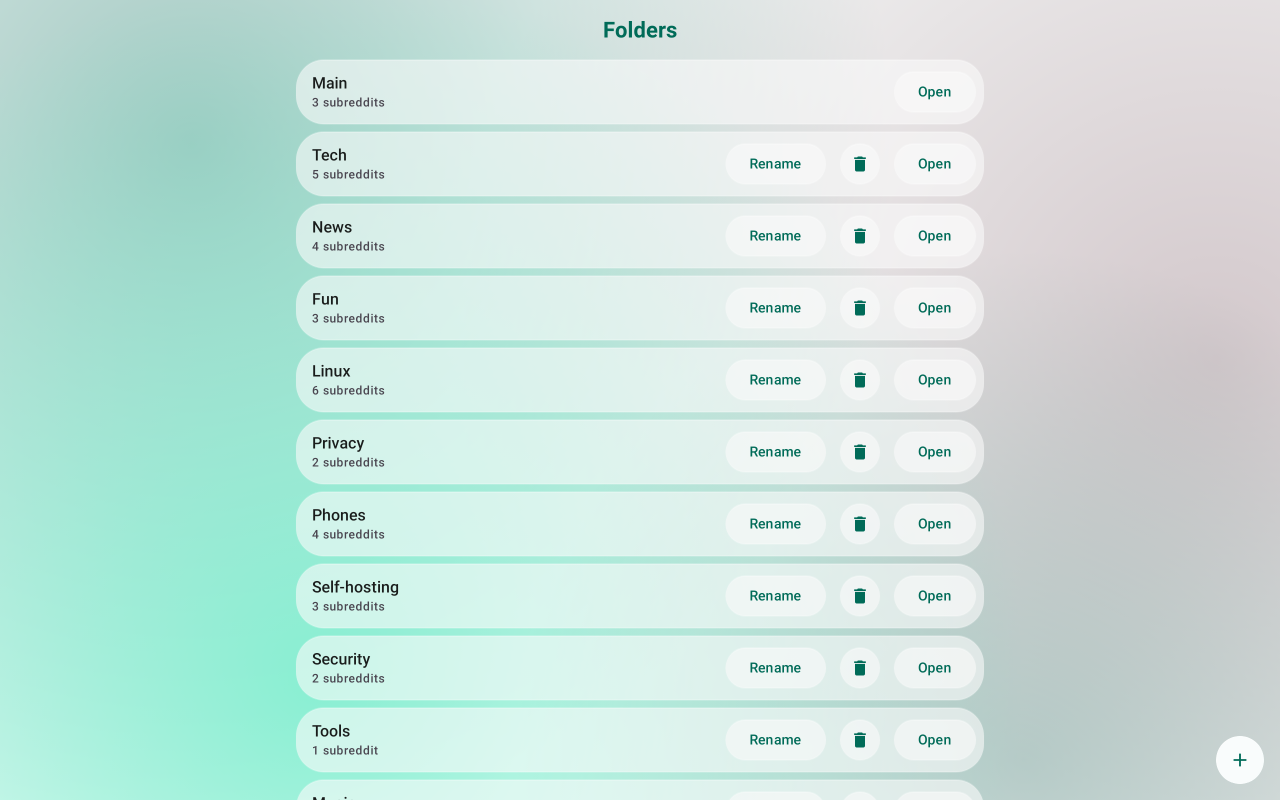 Folders
Main
3 subreddits
Open
Tech
5 subreddits
Rename
Open
News
4 subreddits
Rename
Open
Fun
3 subreddits
Rename
Open
Linux
6 subreddits
Rename
Open
Privacy
2 subreddits
Rename
Open
Phones
4 subreddits
Rename
Open
Self-hosting
3 subreddits
Rename
Open
Security
2 subreddits
Rename
Open
Tools
1 subreddit
Rename
Open